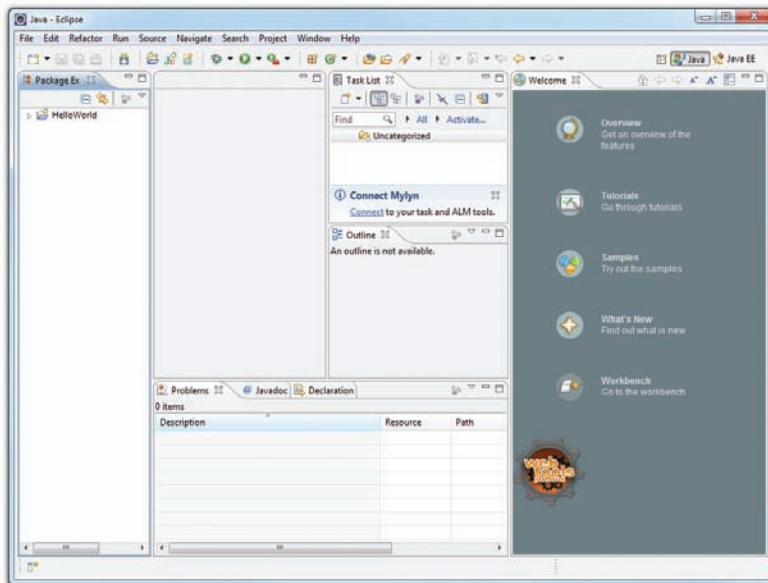 Java - Eclipse
File Edit Refactor Run Source Navigate Search Project Window Help
Java Java EE
Package Ex
HelloWorld
Task List
Find All Activate...
Uncategorized
Connect Mylyn
Connect to your task and ALM tools.
Outline
An outline is not available.
Problems Javadoc Declaration
0 items
Description Resource Path
Welcome
Overview
Get an overview of the
features
Tutorials
Go through tutorials
Samples
Try out the samples
What's New
Find out what is new
Workbench
Go to the workbench
web
tools